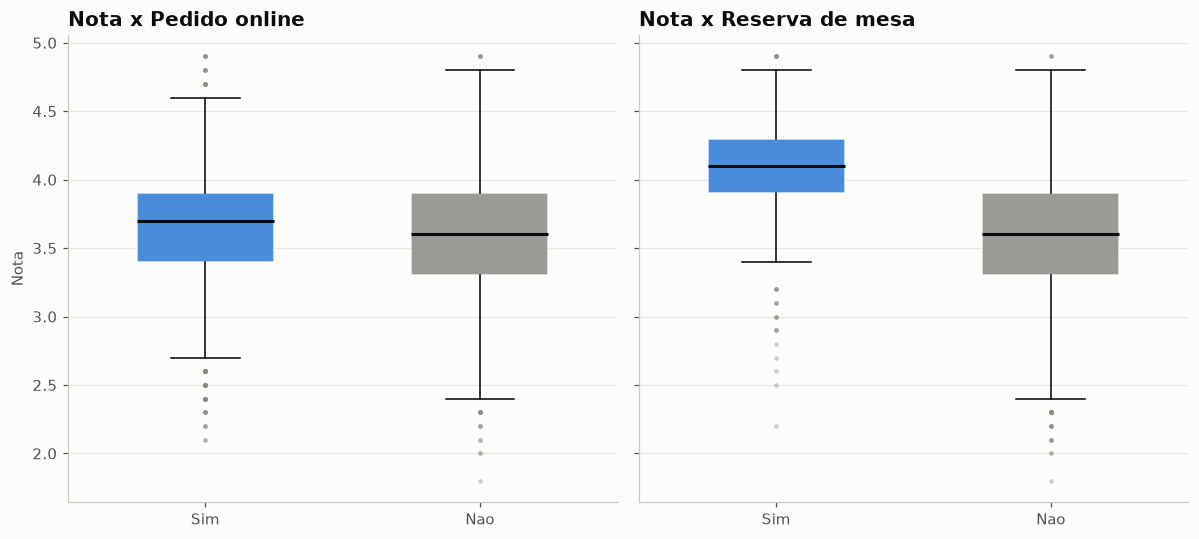 Nota x Pedido online
Nota x Reserva de mesa
5.0
4.5
4.0
3.5
3.0
2.5
2.0
Nota
Sim
Nao
Sim
Nao